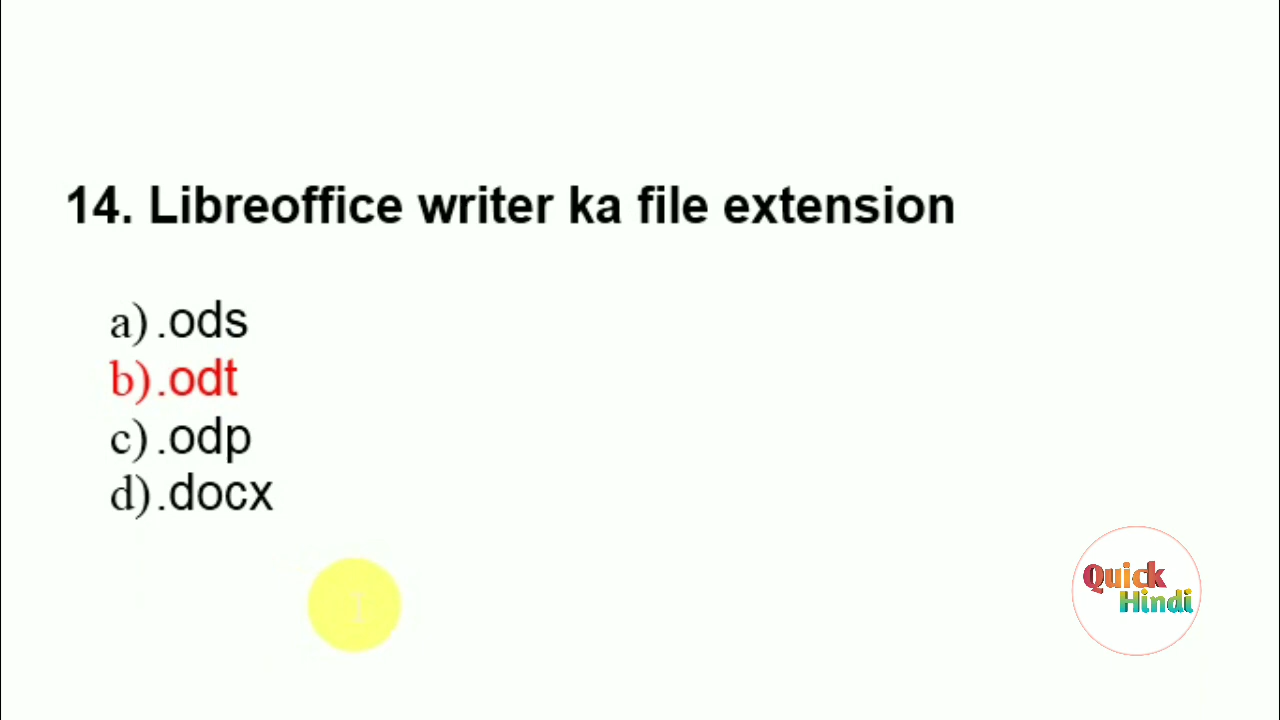 14. Libreoffice writer ka file extension
a) .ods
b) .odt
c) .odp
d) .docx
Quick
Hindi